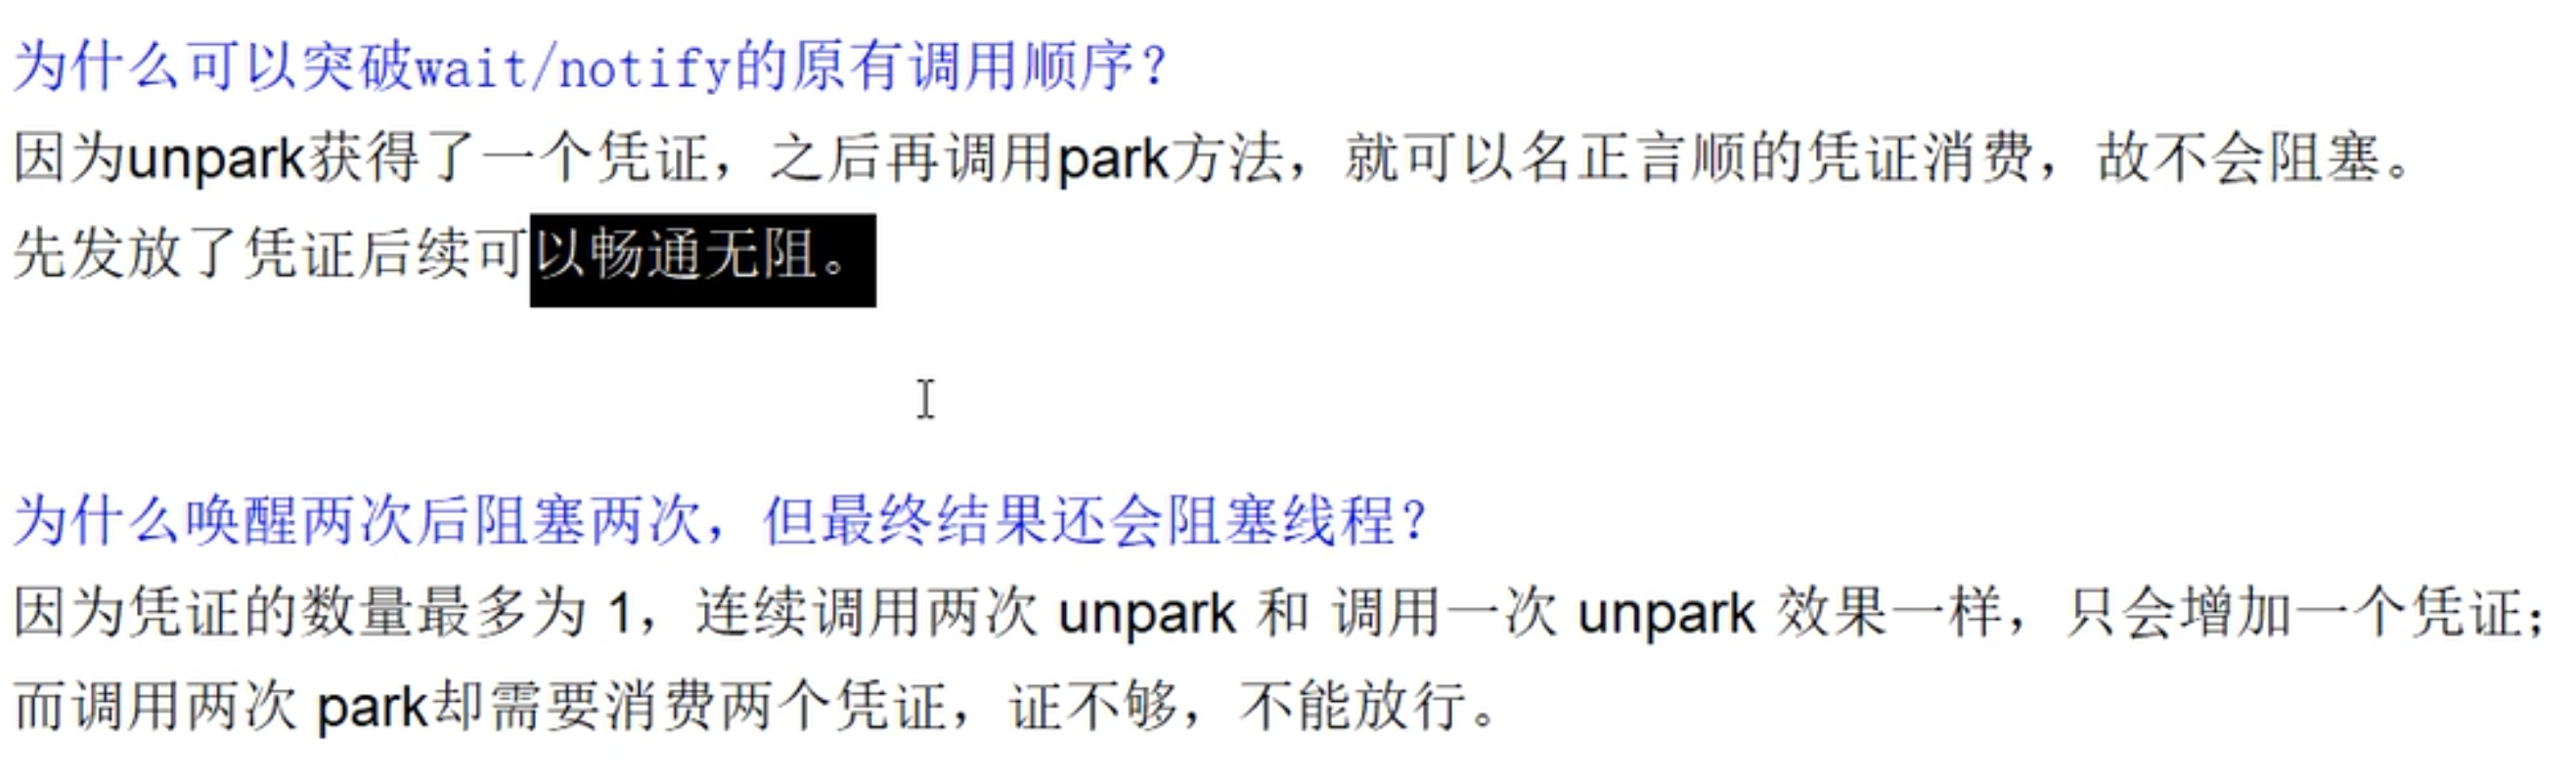 为什么可以突破wait/notify的原有调用顺序？
因为unpark获得了一个凭证，之后再调用park方法，就可以名正言顺的凭证消费，故不会阻塞。
先发放了凭证后续可以畅通无阻。
为什么唤醒两次后阻塞两次，但最终结果还会阻塞线程？
因为凭证的数量最多为 1，连续调用两次 unpark 和 调用一次 unpark 效果一样，只会增加一个凭证；
而调用两次 park却需要消费两个凭证，证不够，不能放行。